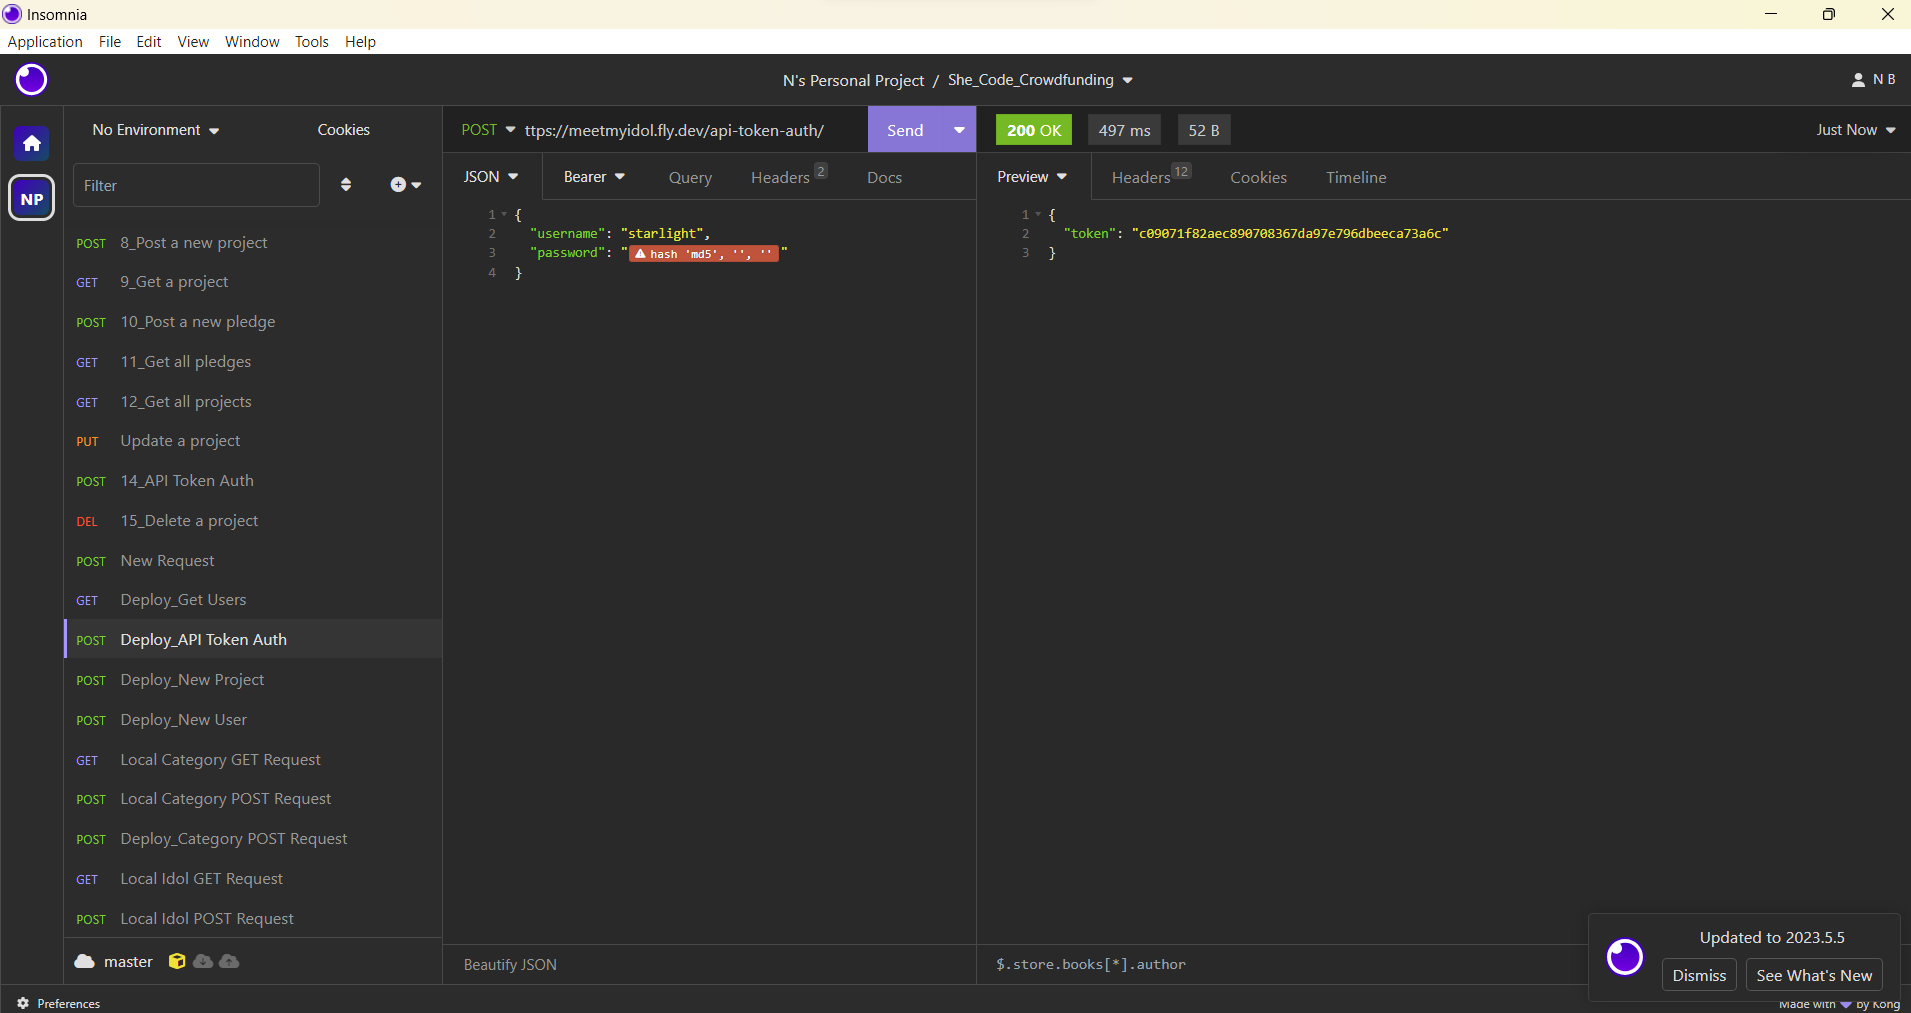 Insomnia
Application File Edit View Window Tools Help
N's Personal Project / She_Code_Crowdfunding
N B
NP
No Environment Cookies
Filter
POST 8_Post a new project
GET 9_Get a project
POST 10_Post a new pledge
GET 11_Get all pledges
GET 12_Get all projects
PUT Update a project
POST 14_API Token Auth
DEL 15_Delete a project
POST New Request
GET Deploy_Get Users
POST Deploy_API Token Auth
POST Deploy_New Project
POST Deploy_New User
GET Local Category GET Request
POST Local Category POST Request
POST Deploy_Category POST Request
GET Local Idol GET Request
POST Local Idol POST Request
master
Preferences
POST ttps://meetmyidol.fly.dev/api-token-auth/ Send
JSON Bearer Query Headers 2 Docs
1 {
2 "username": "starlight",
3 "password": " hash 'md5', '', '' "
4 }
Beautify JSON
200 OK 497 ms 52 B Just Now
Preview Headers 12 Cookies Timeline
1 {
2 "token": "c09071f82aec890708367da97e796dbeeca73a6c"
3 }
$.store.books[*].author
Updated to 2023.5.5
Dismiss See What's New
Made with by Kong